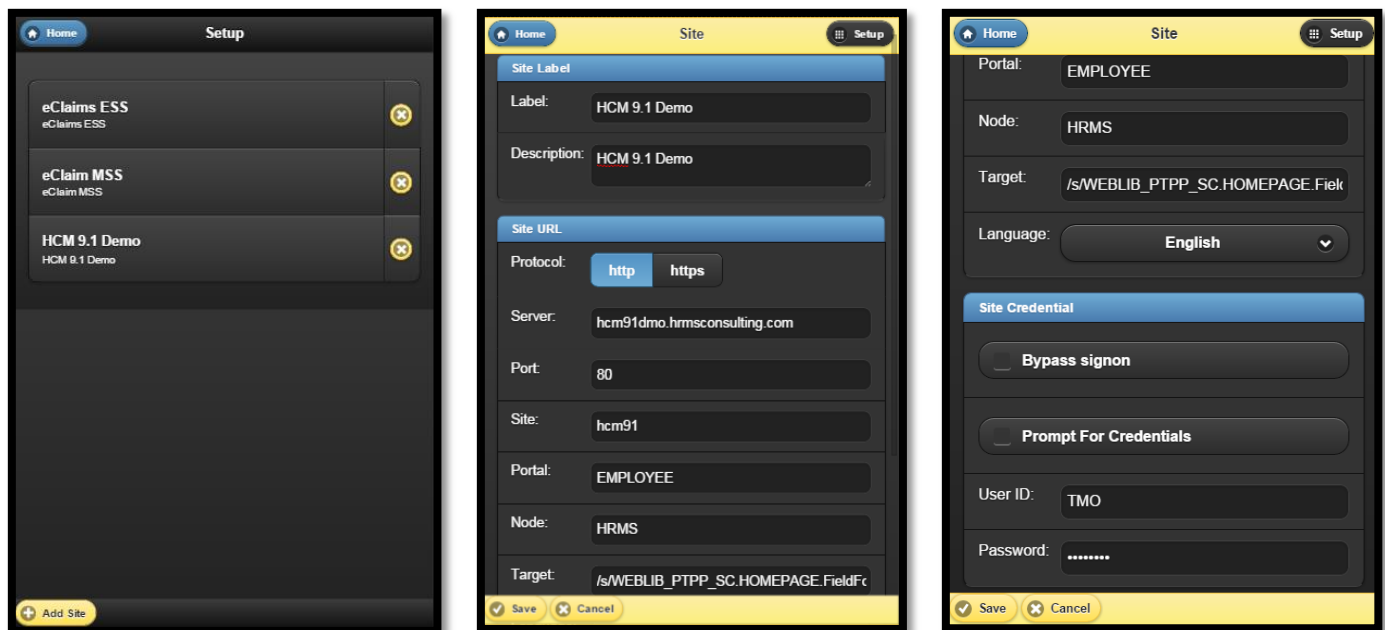 Home
Setup
eClaims ESS
eClaims ESS
eClaim MSS
eClaim MSS
HCM 9.1 Demo
HCM 9.1 Demo
Add Site
Home
Site
Setup
Site Label
Label: HCM 9.1 Demo
Description: HCM 9.1 Demo
Site URL
Protocol: http https
Server: hcm91dmo.hrmsconsulting.com
Port: 80
Site: hcm91
Portal: EMPLOYEE
Node: HRMS
Target: /s/WEBLIB_PTPP_SC.HOMEPAGE.FieldFo
Save Cancel
Home
Site
Setup
Portal: EMPLOYEE
Node: HRMS
Target: /s/WEBLIB_PTPP_SC.HOMEPAGE.Field
Language: English
Site Credential
Bypass signon
Prompt For Credentials
User ID: TMO
Password: ••••••••
Save Cancel